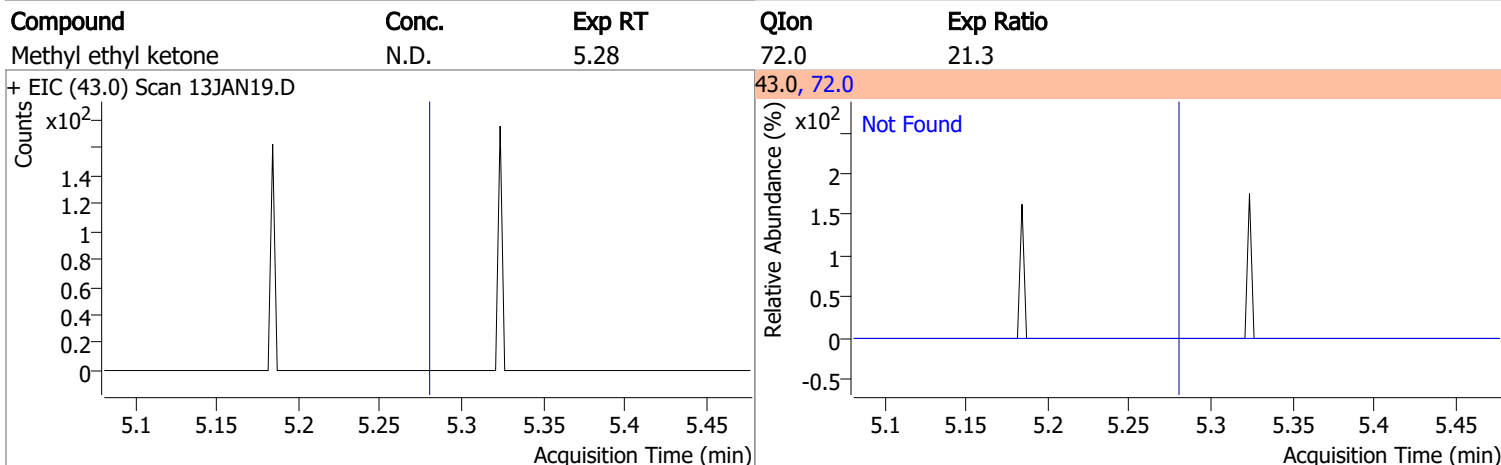 Compound Conc. Exp RT QIon Exp Ratio
Methyl ethyl ketone N.D. 5.28 72.0 21.3
+ EIC (43.0) Scan 13JAN19.D
Counts
x10²
1.4
1.2
1
0.8
0.6
0.4
0.2
0
5.1 5.15 5.2 5.25 5.3 5.35 5.4 5.45
Acquisition Time (min)
43.0, 72.0
Relative Abundance (%)
x10²
Not Found
2
1.5
1
0.5
0
-0.5
5.1 5.15 5.2 5.25 5.3 5.35 5.4 5.45
Acquisition Time (min)